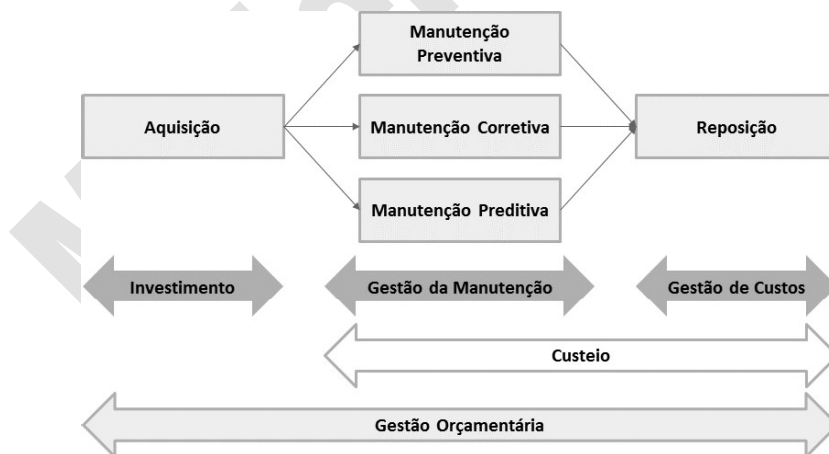 Manutenção
Preventiva
Aquisição
Manutenção Corretiva
Reposição
Manutenção Preditiva
Investimento
Gestão da Manutenção
Gestão de Custos
Custeio
Gestão Orçamentária